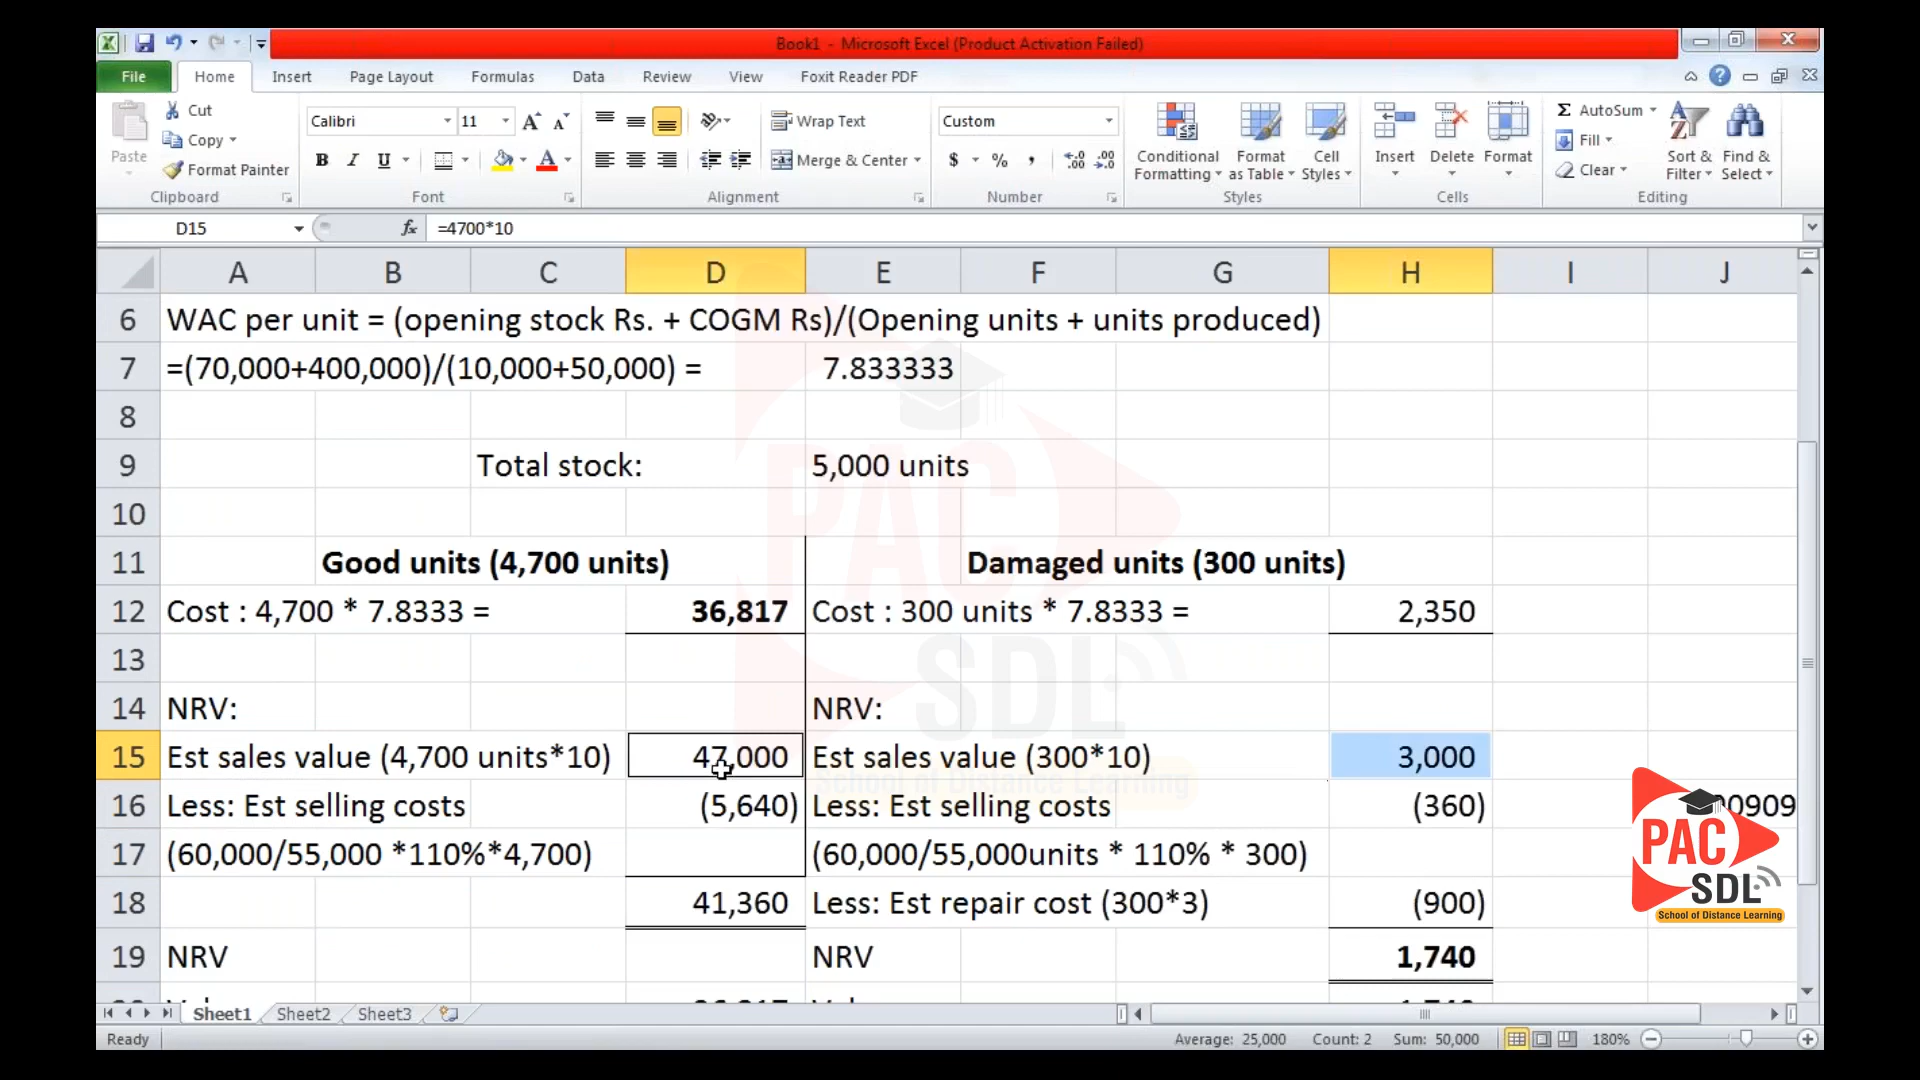 Book1 - Microsoft Excel (Product Activation Failed)
File Home Insert Page Layout Formulas Data Review View Foxit Reader PDF
Cut
Copy
Format Painter
Paste
Clipboard
Calibri 11
B I U
Font
Wrap Text
Merge & Center
Alignment
Custom
$ % ,
Number
Conditional Formatting
Format as Table
Cell Styles
Styles
Insert Delete Format
Cells
Σ AutoSum
Fill
Clear
Sort & Filter
Find & Select
Editing
D15 fx =4700*10
A B C D E F G H I J
6 WAC per unit = (opening stock Rs. + COGM Rs)/(Opening units + units produced)
7 =(70,000+400,000)/(10,000+50,000) = 7.833333
8
9 Total stock: 5,000 units
10
11 Good units (4,700 units) Damaged units (300 units)
12 Cost : 4,700 * 7.8333 = 36,817 Cost : 300 units * 7.8333 = 2,350
13
14 NRV: NRV:
15 Est sales value (4,700 units*10) 47,000 Est sales value (300*10) 3,000
16 Less: Est selling costs (5,640) Less: Est selling costs (360)
17 (60,000/55,000 *110%*4,700) (60,000/55,000units * 110% * 300)
18 41,360 Less: Est repair cost (300*3) (900)
19 NRV NRV 1,740
PAC
SDL
School of Distance Learning
PAC
SDL
School of Distance Learning
Sheet1 Sheet2 Sheet3
Ready Average: 25,000 Count: 2 Sum: 50,000 180%